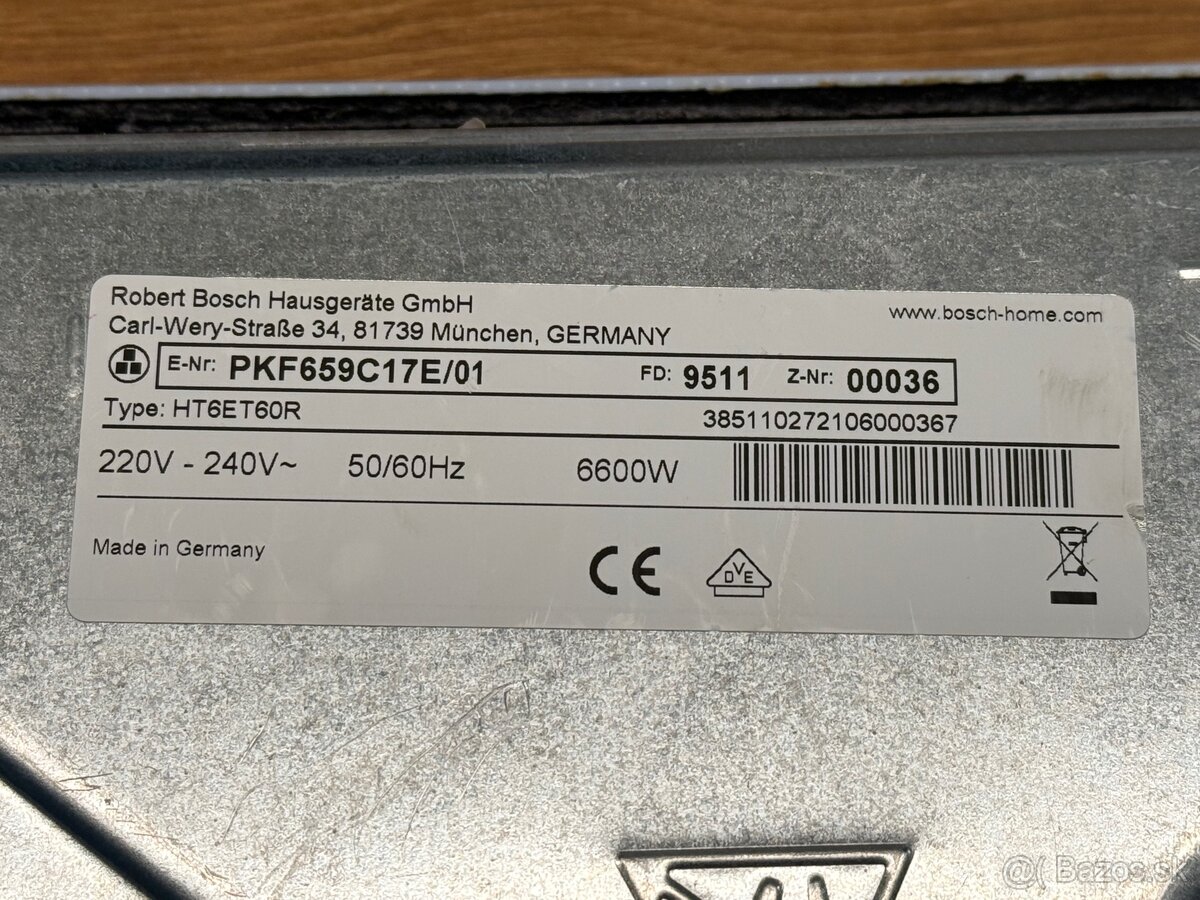 Robert Bosch Hausgeräte GmbH
www.bosch-home.com
Carl-Wery-Straße 34, 81739 München, GERMANY
E-Nr: PKF659C17E/01 FD: 9511 Z-Nr: 00036
Type: HT6ET60R 385110272106000367
220V - 240V~ 50/60Hz 6600W
Made in Germany
CE DVE
@( Bazos.sk